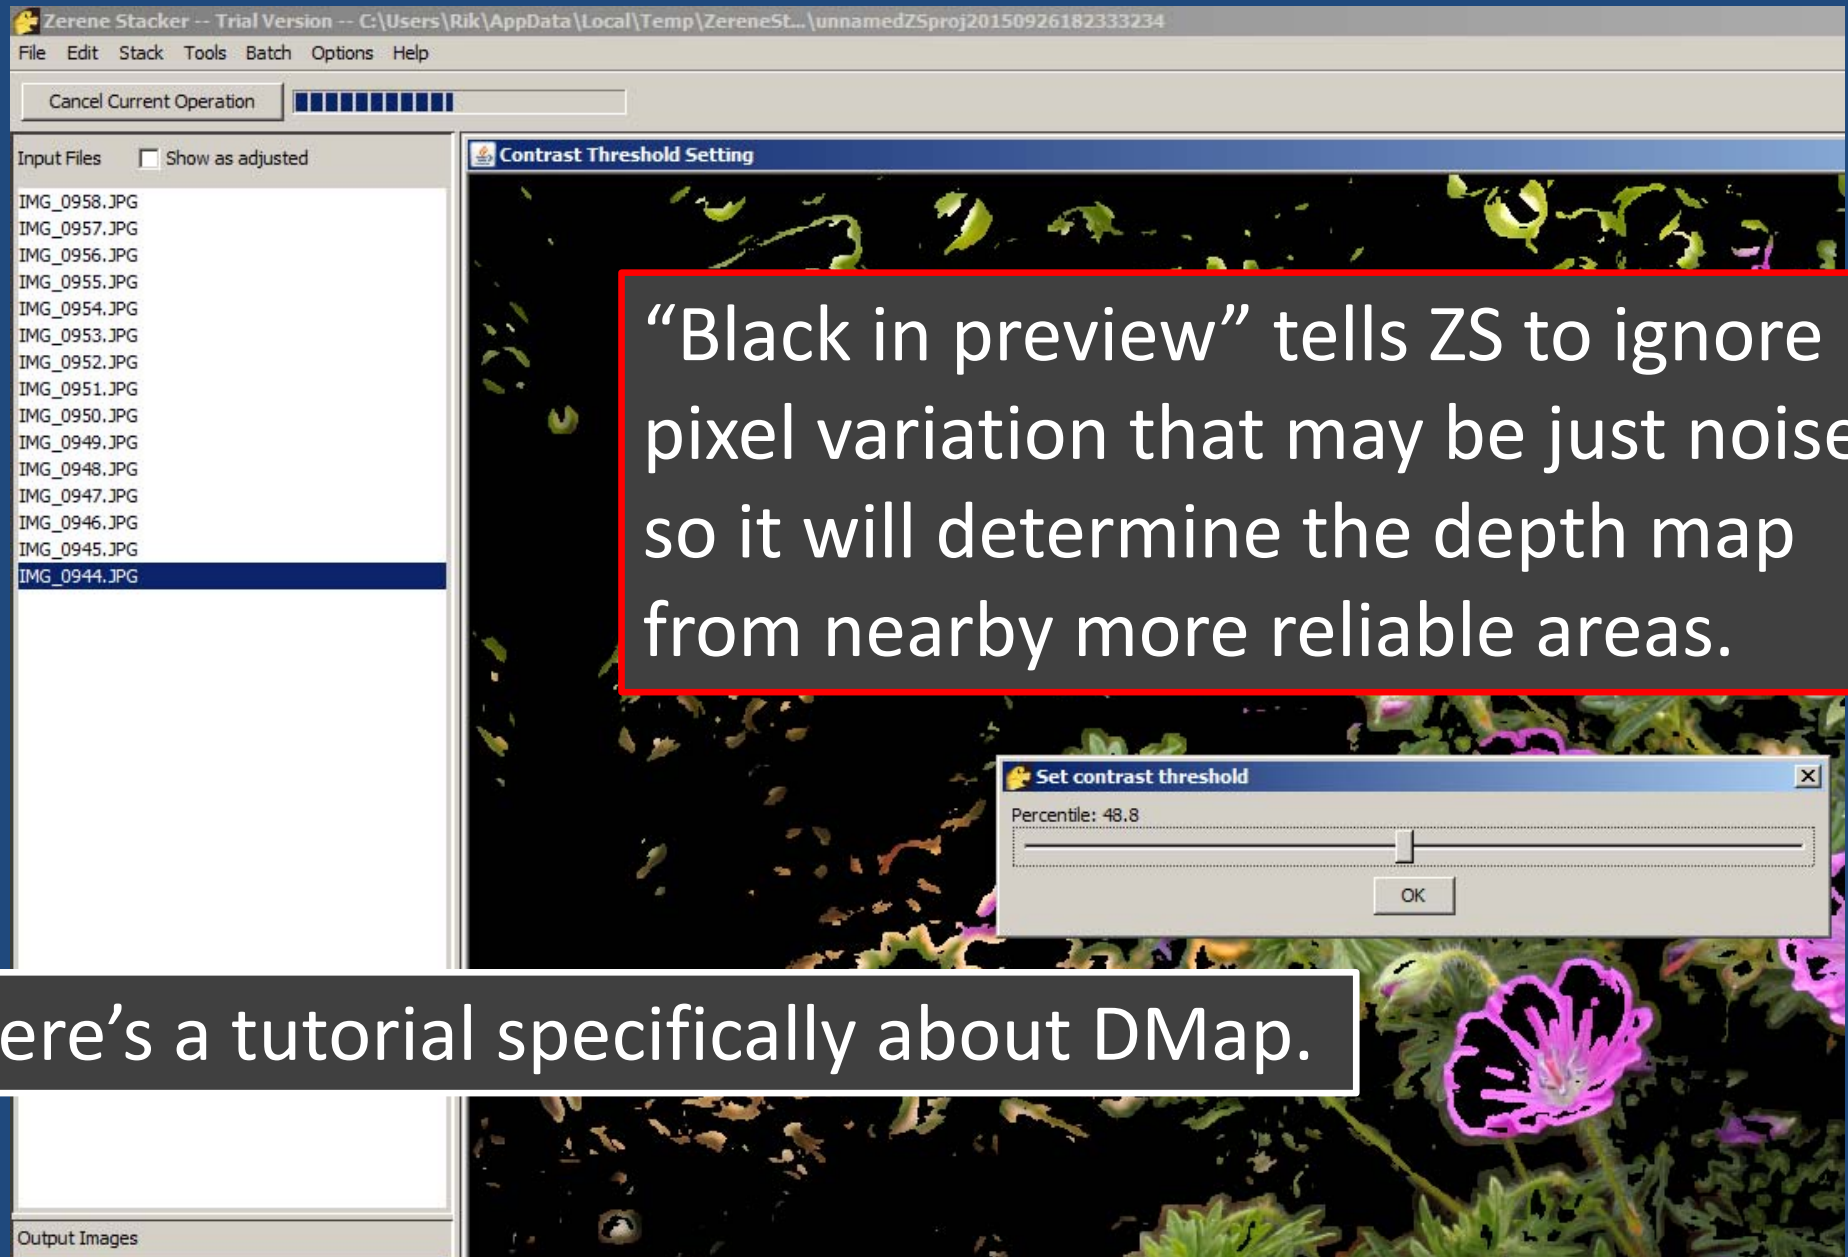 Zerene Stacker -- Trial Version -- C:\Users\Rik\AppData\Local\Temp\ZereneSt...\unnamedZSproj20150926182333234
File Edit Stack Tools Batch Options Help
Cancel Current Operation
Input Files Show as adjusted
IMG_0958.JPG
IMG_0957.JPG
IMG_0956.JPG
IMG_0955.JPG
IMG_0954.JPG
IMG_0953.JPG
IMG_0952.JPG
IMG_0951.JPG
IMG_0950.JPG
IMG_0949.JPG
IMG_0948.JPG
IMG_0947.JPG
IMG_0946.JPG
IMG_0945.JPG
IMG_0944.JPG
Contrast Threshold Setting
“Black in preview” tells ZS to ignore
pixel variation that may be just noise
so it will determine the depth map
from nearby more reliable areas.
Set contrast threshold
Percentile: 48.8
OK
ere’s a tutorial specifically about DMap.
Output Images